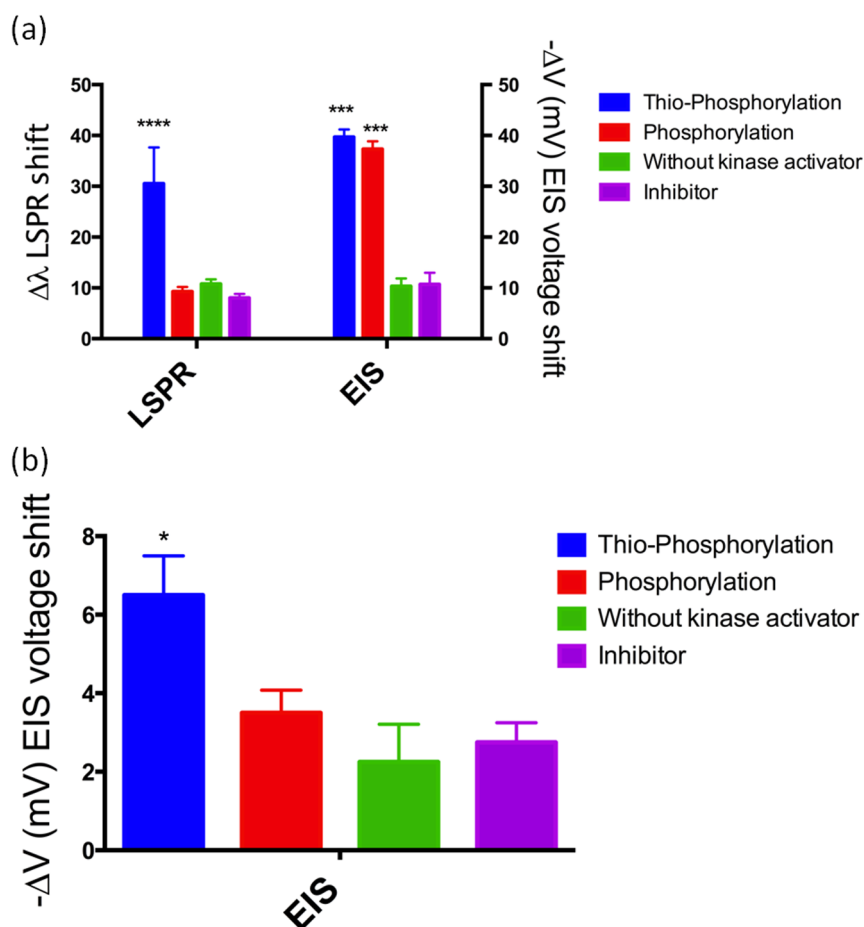 (a)
Δλ LSPR shift
50
40
30
20
10
0
****
***
***
LSPR
EIS
50
40
30
20
10
0
-ΔV (mV) EIS voltage shift
Thio-Phosphorylation
Phosphorylation
Without kinase activator
Inhibitor
(b)
-ΔV (mV) EIS voltage shift
8
6
4
2
0
*
EIS
Thio-Phosphorylation
Phosphorylation
Without kinase activator
Inhibitor